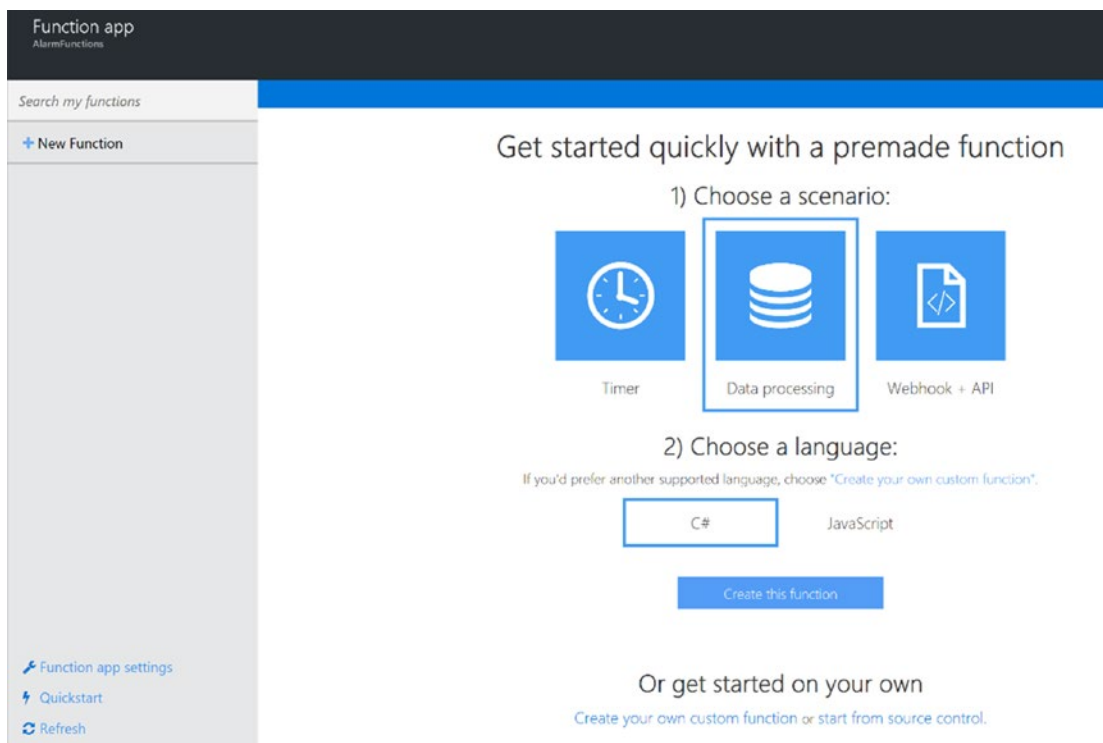 Function app
AlarmFunctions
Search my functions
+ New Function
Get started quickly with a premade function
1) Choose a scenario:
</>
Timer
Data processing
Webhook + API
2) Choose a language:
If you'd prefer another supported language, choose "Create your own custom function".
C#
JavaScript
Create this function
Function app settings
Quickstart
Refresh
Or get started on your own
Create your own custom function or start from source control.